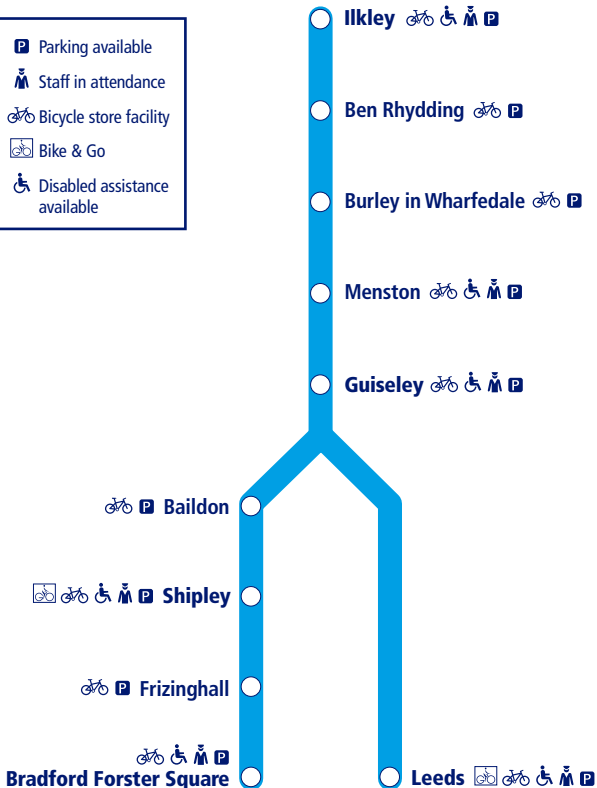 Parking available
Staff in attendance
Bicycle store facility
Bike & Go
Disabled assistance
available
Ilkley P
Ben Rhydding P
Burley in Wharfedale P
Menston P
Guiseley P
P Baildon
P Shipley
P Frizinghall
P
Bradford Forster Square
Leeds P